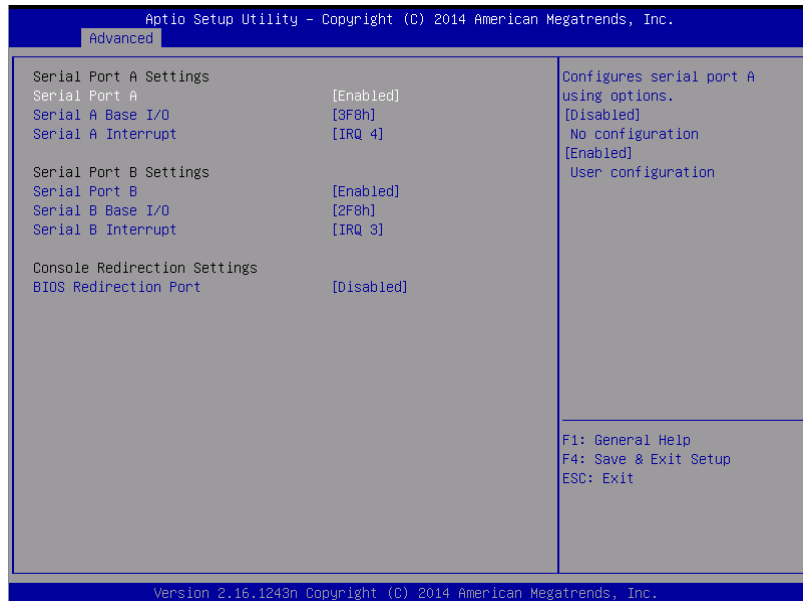 Aptio Setup Utility – Copyright (C) 2014 American Megatrends, Inc.
Advanced
Serial Port A Settings
Serial Port A [Enabled]
Serial A Base I/O [3F8h]
Serial A Interrupt [IRQ 4]
Serial Port B Settings
Serial Port B [Enabled]
Serial B Base I/O [2F8h]
Serial B Interrupt [IRQ 3]
Console Redirection Settings
BIOS Redirection Port [Disabled]
Configures serial port A
using options.
[Disabled]
No configuration
[Enabled]
User configuration
F1: General Help
F4: Save & Exit Setup
ESC: Exit
Version 2.16.1243n Copyright (C) 2014 American Megatrends, Inc.